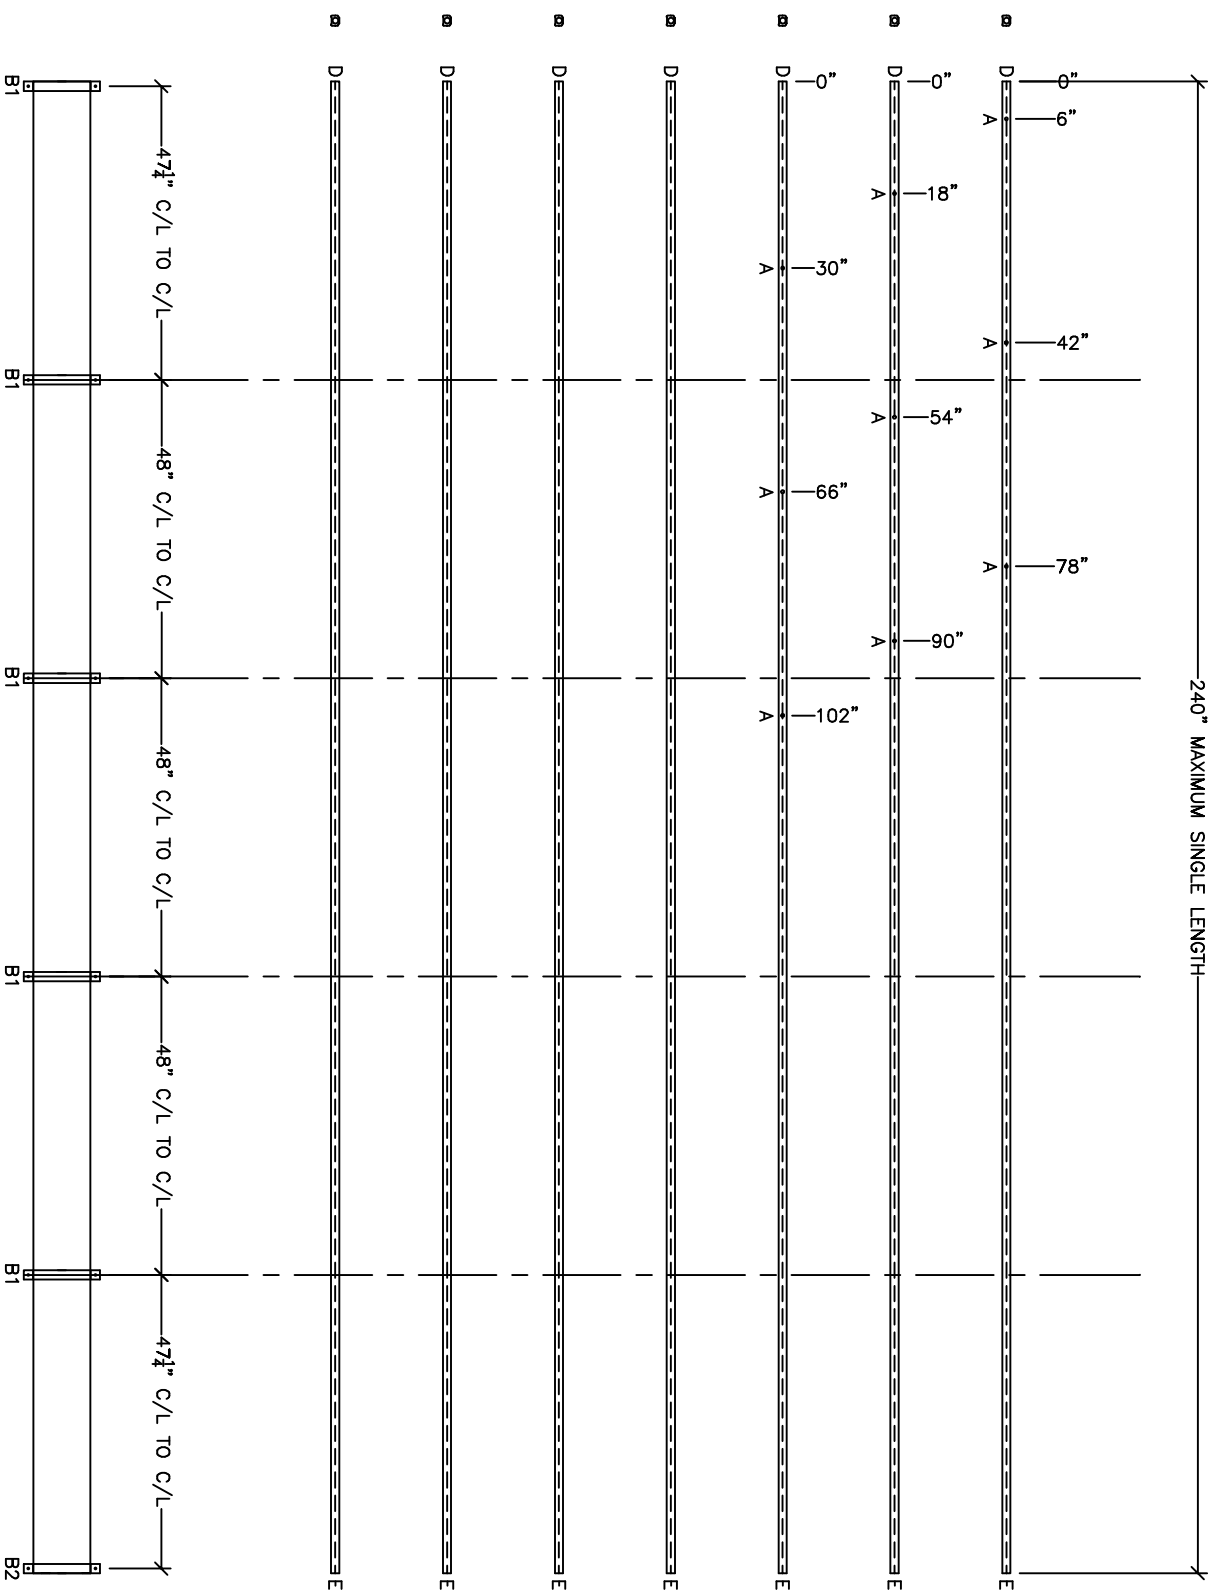 240" MAXIMUM SINGLE LENGTH
0" 6" 42" 78"
D E
A A A
0" 18" 54" 90"
D E
A A A
0" 30" 66" 102"
D E
A A A
D E
D E
D E
D E
47¼" C/L TO C/L 48" C/L TO C/L 48" C/L TO C/L 48" C/L TO C/L 47¼" C/L TO C/L
B1 B1 B1 B1 B1 B2